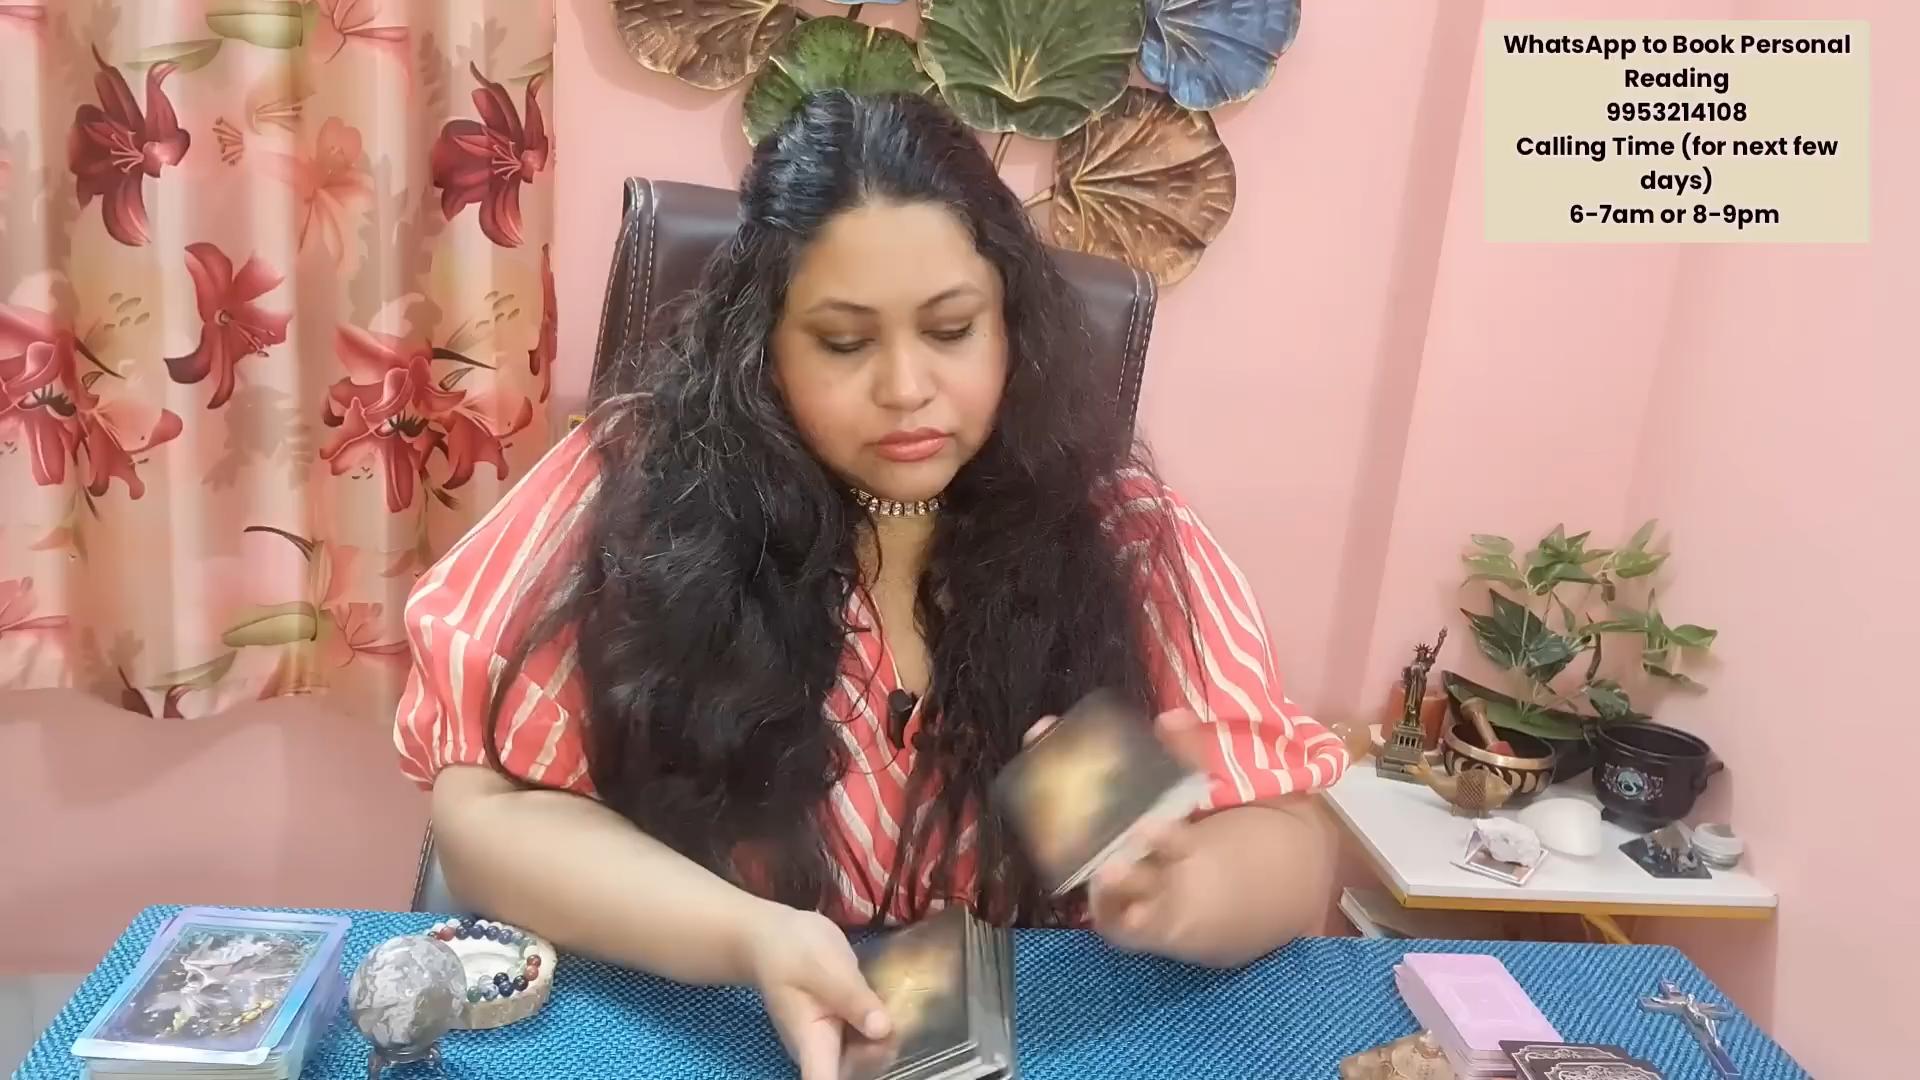 WhatsApp to Book Personal
Reading
9953214108
Calling Time (for next few
days)
6-7am or 8-9pm